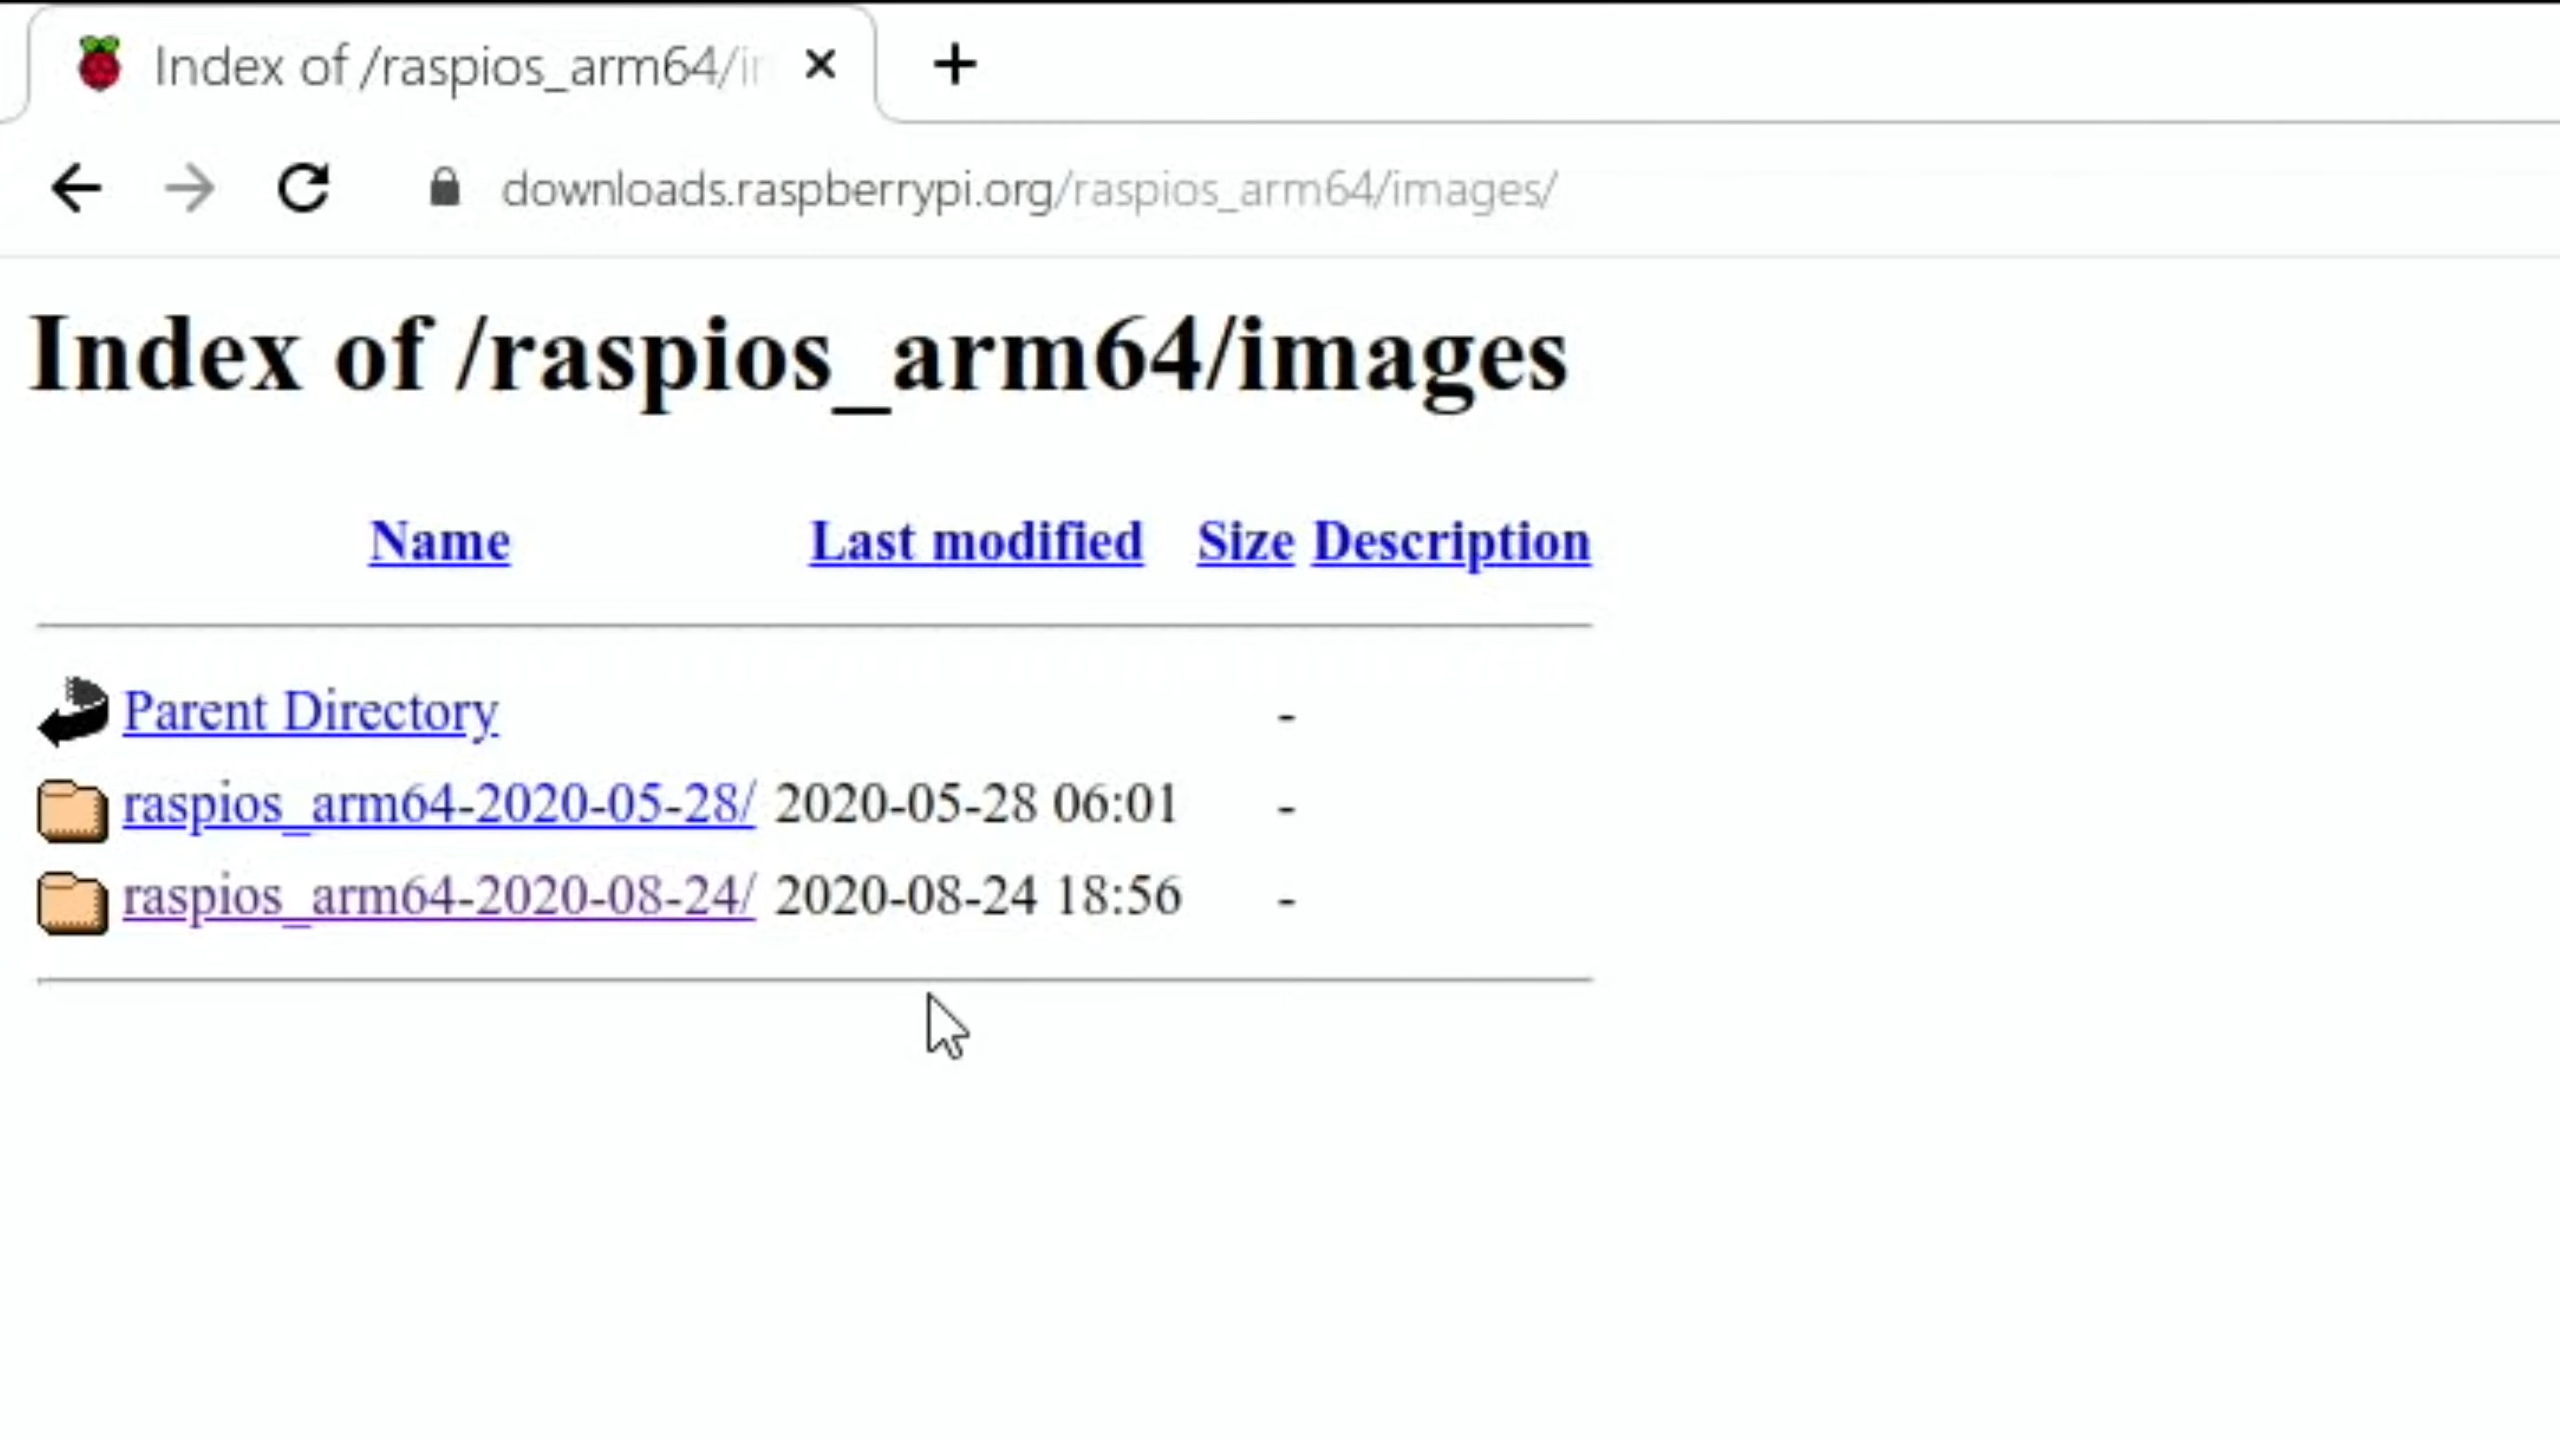 Index of /raspios_arm64/i
downloads.raspberrypi.org/raspios_arm64/images/
Index of /raspios_arm64/images
Name Last modified Size Description
Parent Directory -
raspios_arm64-2020-05-28/ 2020-05-28 06:01 -
raspios_arm64-2020-08-24/ 2020-08-24 18:56 -